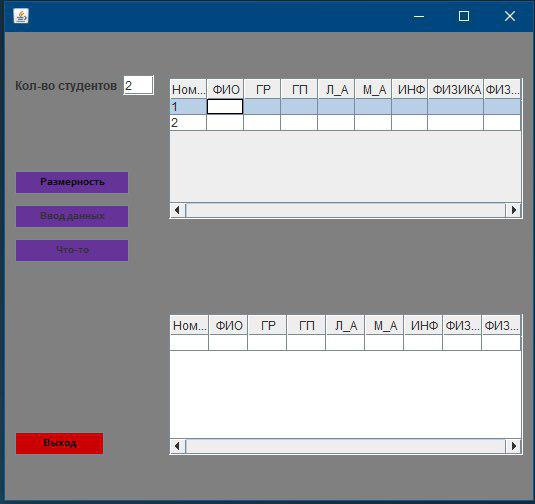 Кол-во студентов 2
Ном... ФИО ГР ГП Л_А М_А ИНФ ФИЗИКА ФИЗ...
1
2
Размерность
Ввод данных
Что-то
Ном... ФИО ГР ГП Л_А М_А ИНФ ФИЗ... ФИЗ...
Выход